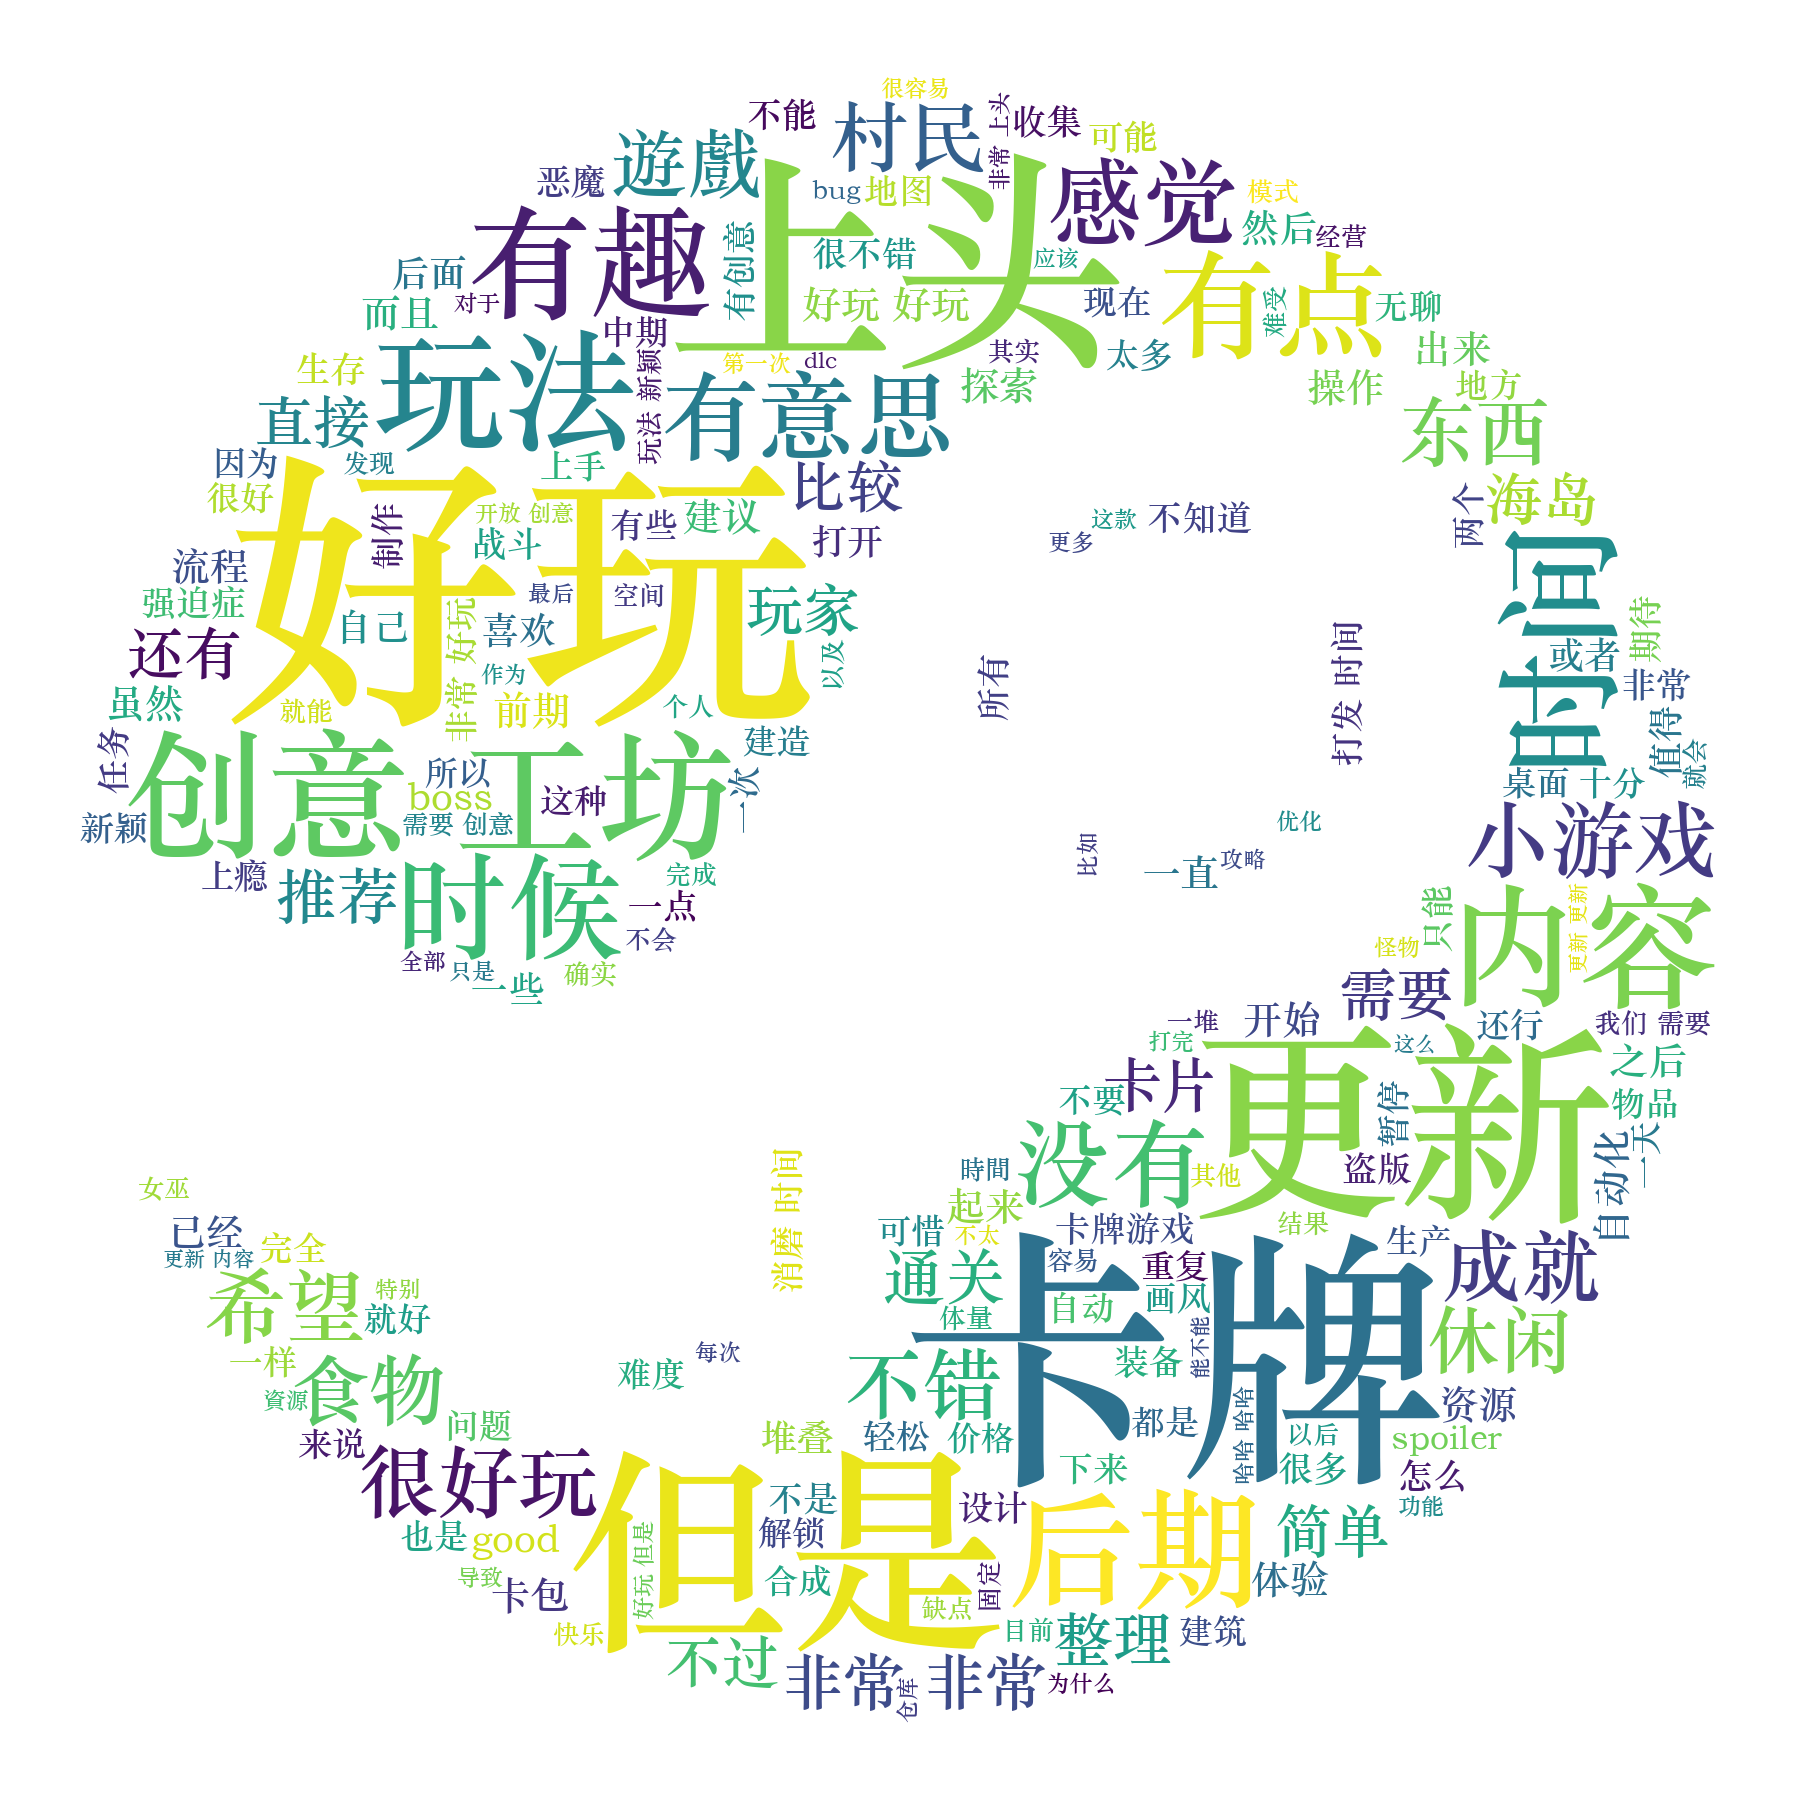 很容易
不能
村民
非常 上头
收集
可能
遊戲
上头
感觉
恶魔
bug
地图
模式
有趣
有创意
很不错
应该
然后
经营
后面
对于
好玩 好玩
现在
有点
难受
无聊
而且
中期
玩法
玩法 新颖
第一次
dlc
其实
太多
出来
生存
有意思
探索
操作
地方
直接
东西
因为
发现
上手
比较
很好
制作
开放 创意
有些
建议
打开
更多
这款
不知道
两个
海岛
好玩
战斗
时间
流程
强迫症
自己
非常 好玩
最后
空间
喜欢
玩家
以及
期待
还有
作为
所有
打发 时间
或者
非常
虽然
就能
前期
个人
值得
就会
任务
创意工坊
所以
建造
一次
桌面
十分
新颖
boss
这种
需要 创意
优化
小游戏
上瘾
推荐
时候
完成
一点
比如
一直
攻略
只能
内容
更新 更新
不会
全部
只是
一些
确实
怪物
需要
一堆
开始
还行
我们 需要
打完
更新
这么
之后
卡片
不要
暂停
物品
没有
自动化
一天
消磨 时间
時間
其他
盗版
女巫
起来
已经
可惜
不太
卡牌游戏
结果
生产
更新 内容
完全
通关
容易
重复
成就
希望
特别
就好
体量
自动
画风
能不能
休闲
卡牌
一样
食物
难度
每次
不错
装备
資源
哈哈 哈哈
资源
问题
来说
堆叠
轻松
价格
都是
以后
spoiler
很好玩
但是
下来
很多
怎么
不是
设计
后期
功能
也是
good
好玩 但是
解锁
简单
导致
卡包
合成
固定
体验
缺点
快乐
目前
整理
建筑
不过
非常
仓库
非常
为什么